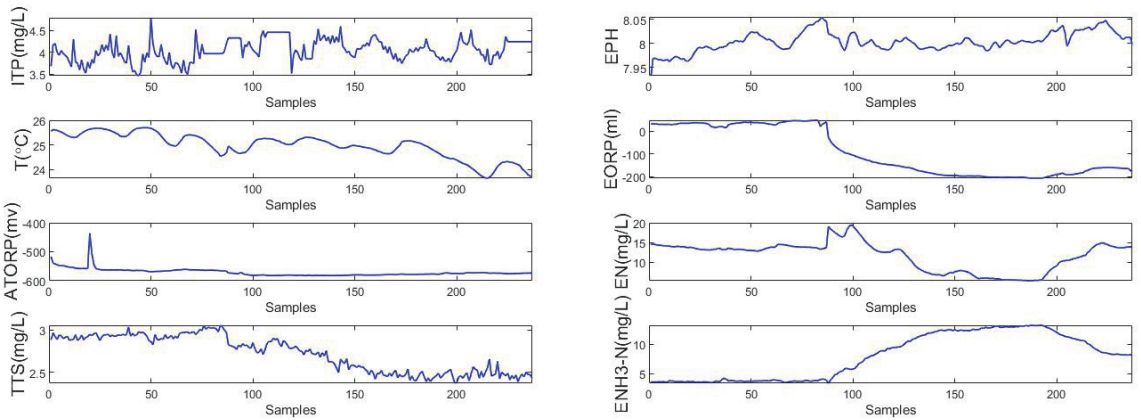 ITP(mg/L)
4.5
4
3.5
0 50 100 150 200
Samples
T(°C)
26
25
24
0 50 100 150 200
Samples
ATORP(mv)
-400
-500
-600
0 50 100 150 200
Samples
TTS(mg/L)
3
2.5
0 50 100 150 200
Samples
EPH
8.05
8
7.95
0 50 100 150 200
Samples
EORP(ml)
0
-100
-200
0 50 100 150 200
Samples
EN(mg/L)
20
15
10
0 50 100 150 200
Samples
ENH3-N(mg/L)
10
5
0 50 100 150 200
Samples